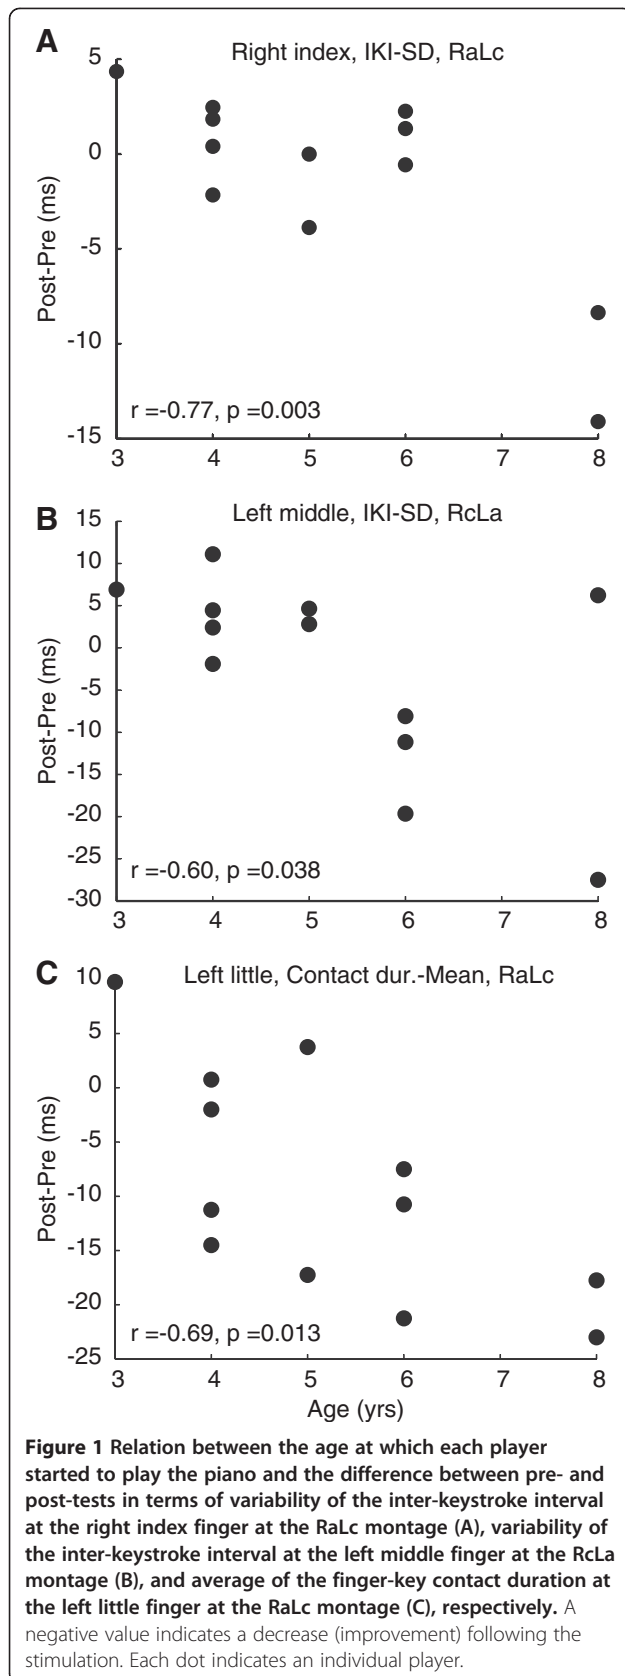 A
Right index, IKI-SD, RaLc
5
0
-5
-10
-15
Post-Pre (ms)
r =-0.77, p =0.003
3 4 5 6 7 8
B
Left middle, IKI-SD, RcLa
15
10
5
0
-5
-10
-15
-20
-25
-30
Post-Pre (ms)
r =-0.60, p =0.038
3 4 5 6 7 8
C
Left little, Contact dur.-Mean, RaLc
10
5
0
-5
-10
-15
-20
-25
Post-Pre (ms)
r =-0.69, p =0.013
3 4 5 6 7 8
Age (yrs)
Figure 1 Relation between the age at which each player
started to play the piano and the difference between pre- and
post-tests in terms of variability of the inter-keystroke interval
at the right index finger at the RaLc montage (A), variability of
the inter-keystroke interval at the left middle finger at the RcLa
montage (B), and average of the finger-key contact duration at
the left little finger at the RaLc montage (C), respectively. A
negative value indicates a decrease (improvement) following the
stimulation. Each dot indicates an individual player.